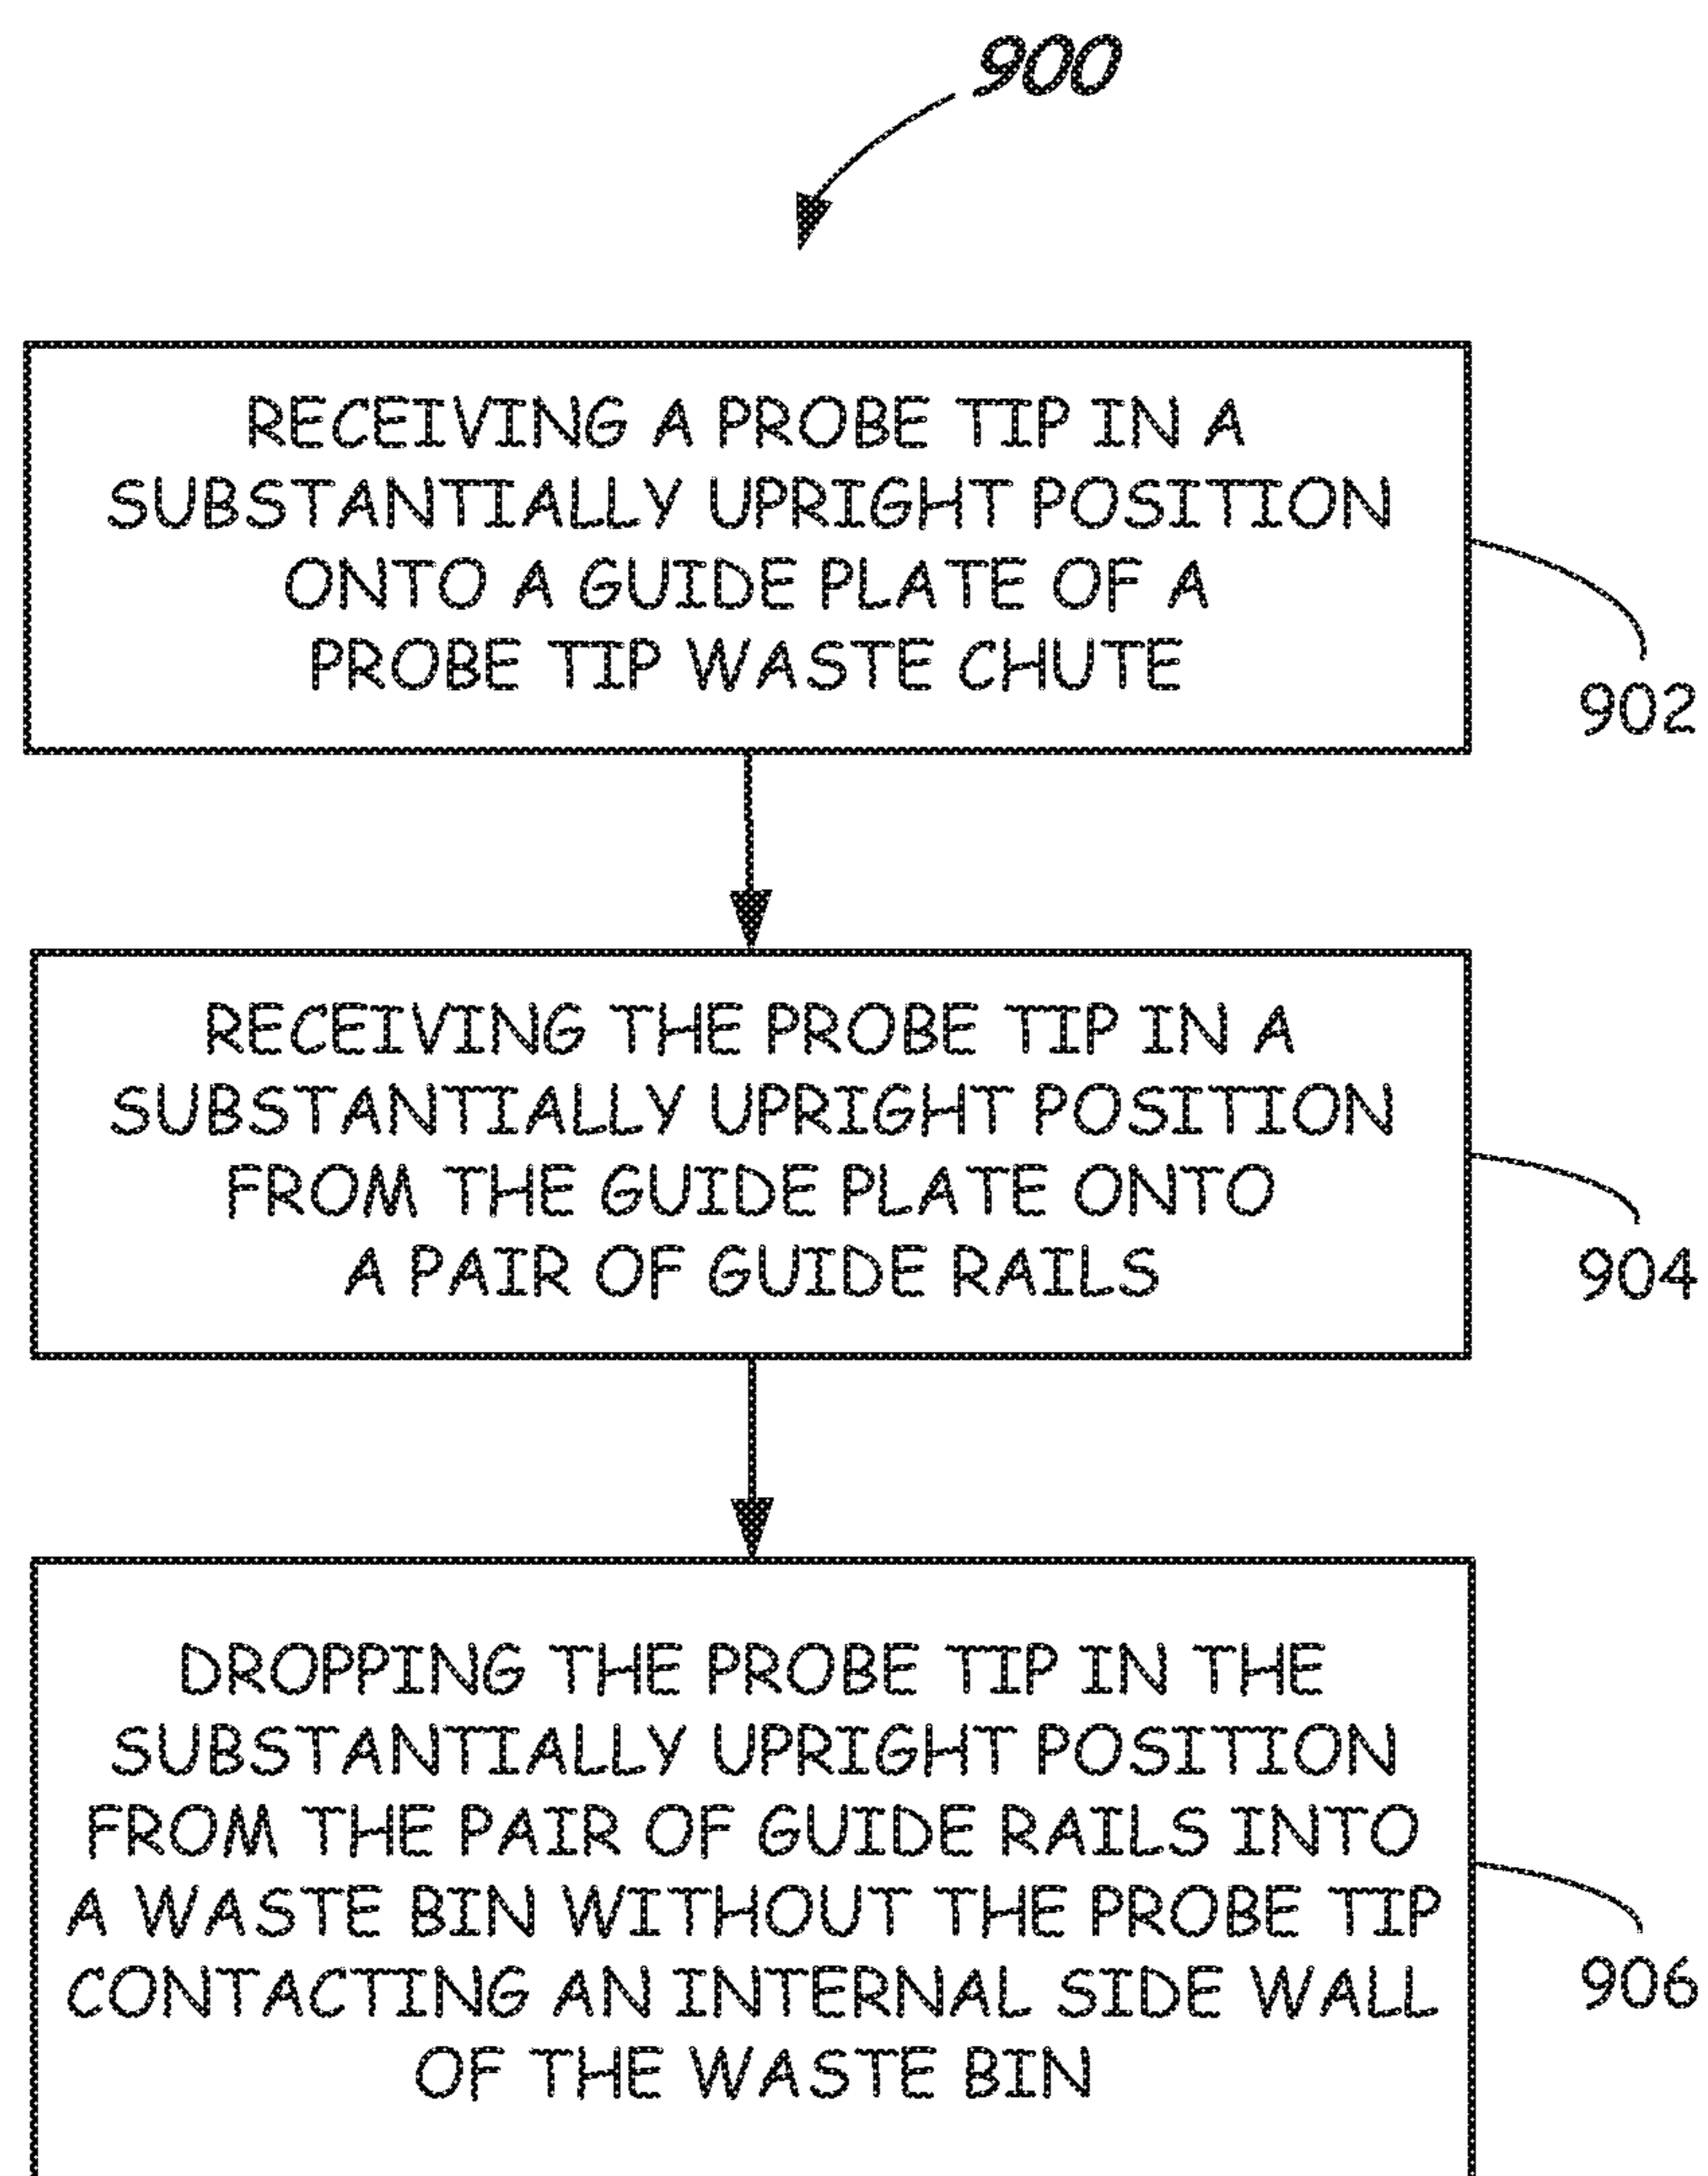 900
RECEIVING A PROBE TIP IN A
SUBSTANTIALLY UPRIGHT POSITION
ONTO A GUIDE PLATE OF A
PROBE TIP WASTE CHUTE
902
RECEIVING THE PROBE TIP IN A
SUBSTANTIALLY UPRIGHT POSITION
FROM THE GUIDE PLATE ONTO
A PAIR OF GUIDE RAILS
904
DROPPING THE PROBE TIP IN THE
SUBSTANTIALLY UPRIGHT POSITION
FROM THE PAIR OF GUIDE RAILS INTO
A WASTE BIN WITHOUT THE PROBE TIP
CONTACTING AN INTERNAL SIDE WALL
OF THE WASTE BIN
906